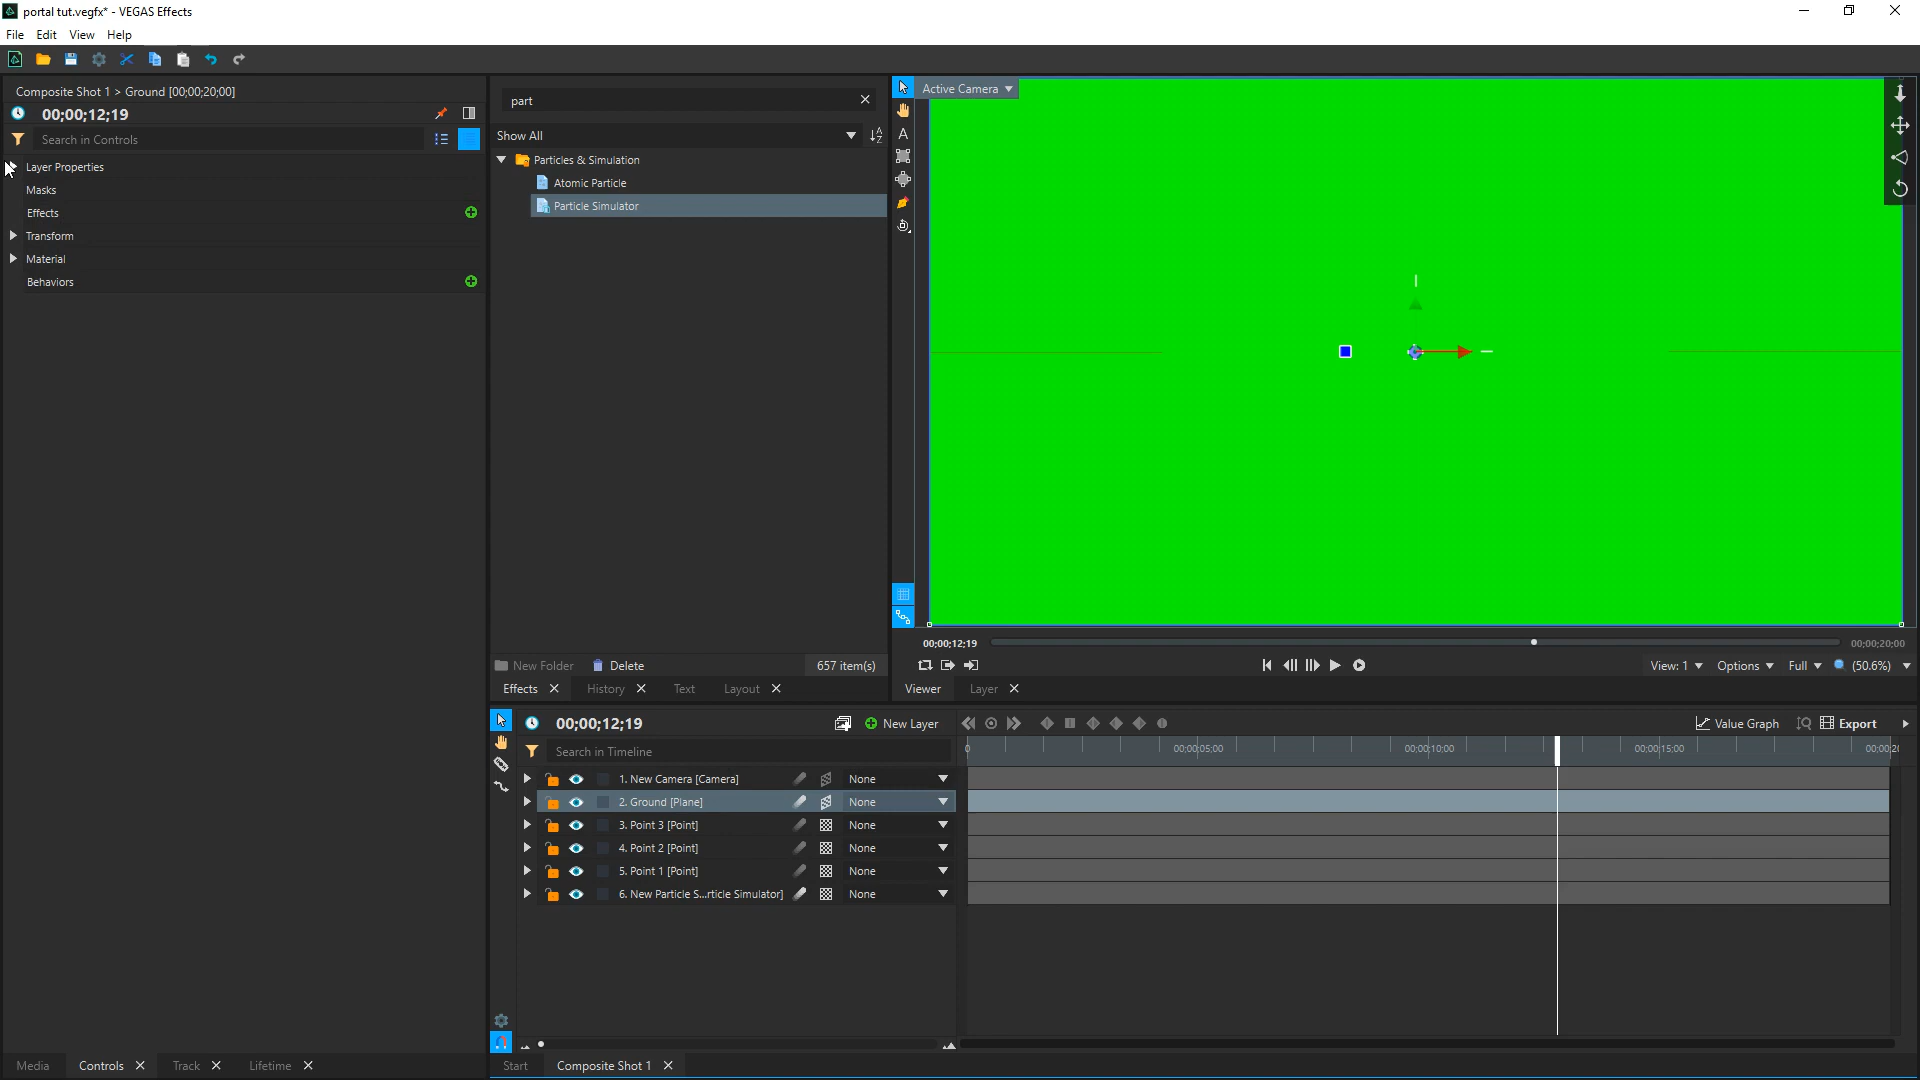 portal tut.vegfx* - VEGAS Effects
File Edit View Help
Composite Shot 1 > Ground [00;00;20;00]
00;00;12;19
Search in Controls
Layer Properties
Masks
Effects
Transform
Material
Behaviors
Media Controls Track Lifetime
part
Show All
Particles & Simulation
Atomic Particle
Particle Simulator
New Folder Delete 657 item(s)
Effects History Text Layout
Active Camera
A
00;00;12;19 00;00;20;00
View: 1 Options Full (50.6%)
Viewer Layer
00;00;12;19 New Layer Value Graph Export
Search in Timeline
0 00;00;05;00 00;00;10;00 00;00;15;00
1. New Camera [Camera] None
2. Ground [Plane] None
3. Point 3 [Point] None
4. Point 2 [Point] None
5. Point 1 [Point] None
6. New Particle S...rticle Simulator] None
Start Composite Shot 1